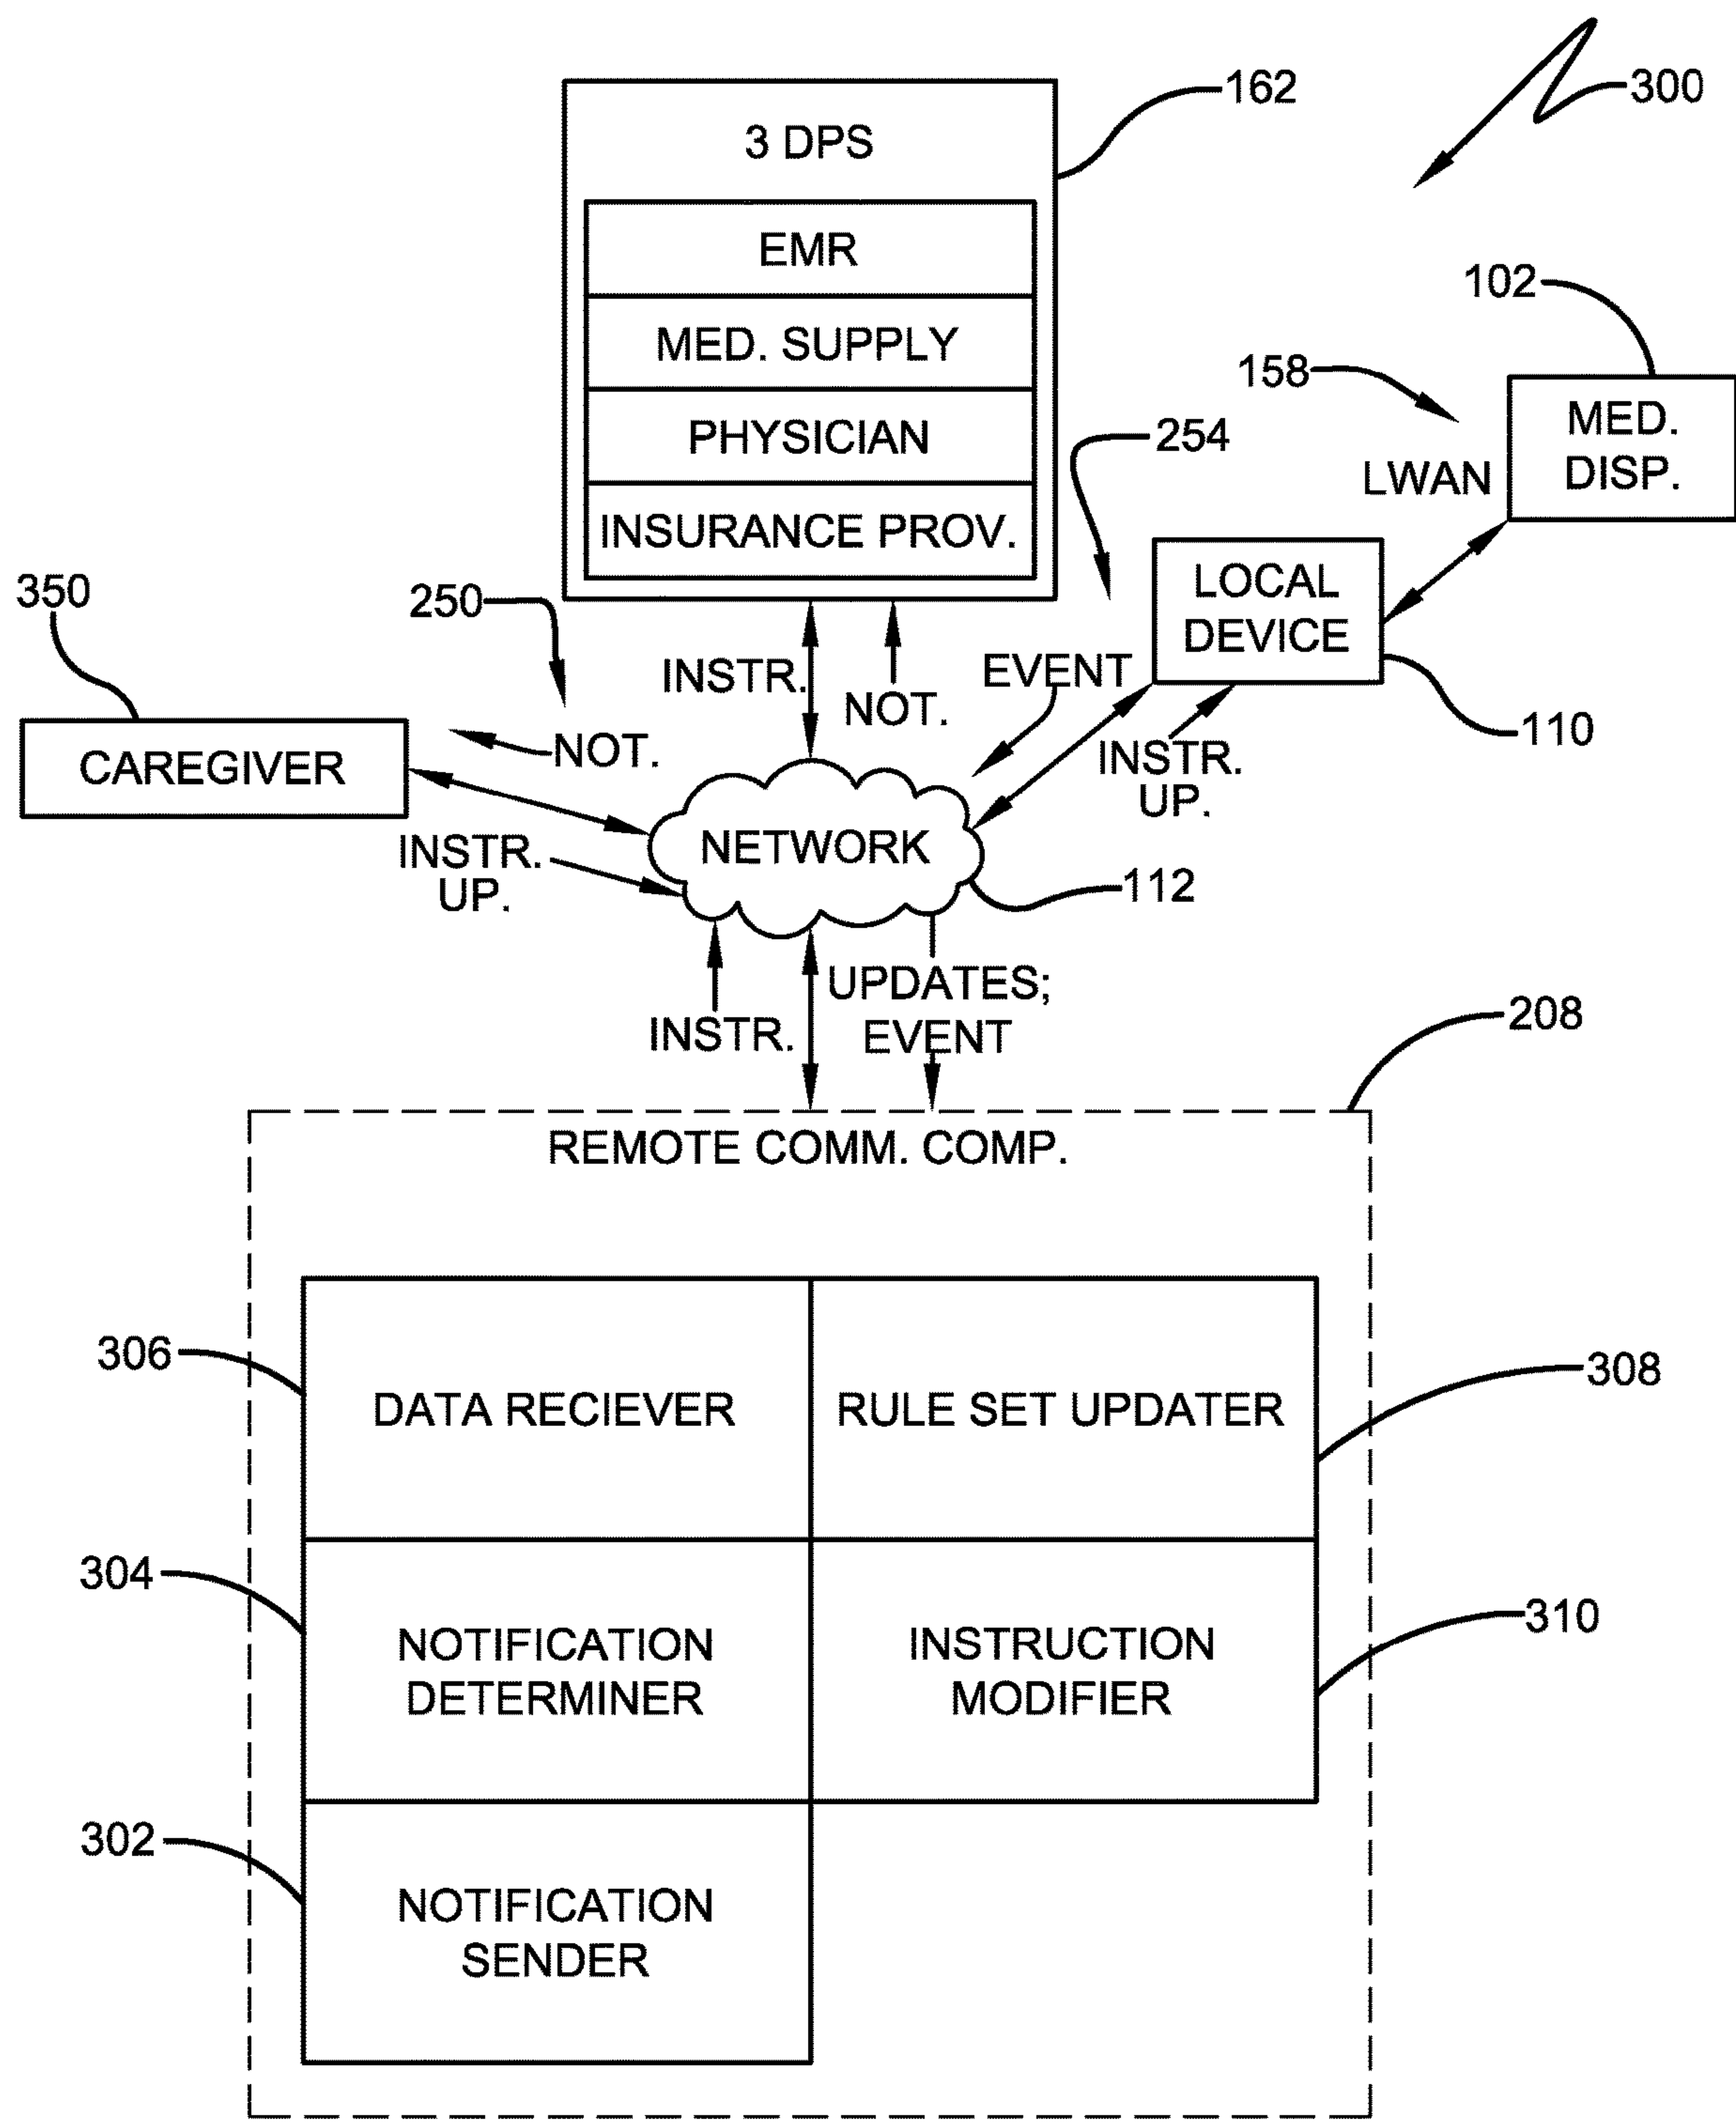 300
162
3 DPS
EMR
MED. SUPPLY
PHYSICIAN
INSURANCE PROV.
102
158
MED.
DISP.
LWAN
254
LOCAL
DEVICE
110
350
250
INSTR.
NOT.
EVENT
INSTR.
UP.
CAREGIVER
NOT.
NETWORK
112
INSTR.
UP.
INSTR.
UPDATES;
EVENT
208
REMOTE COMM. COMP.
306
DATA RECIEVER
RULE SET UPDATER
308
304
NOTIFICATION
DETERMINER
INSTRUCTION
MODIFIER
310
302
NOTIFICATION
SENDER